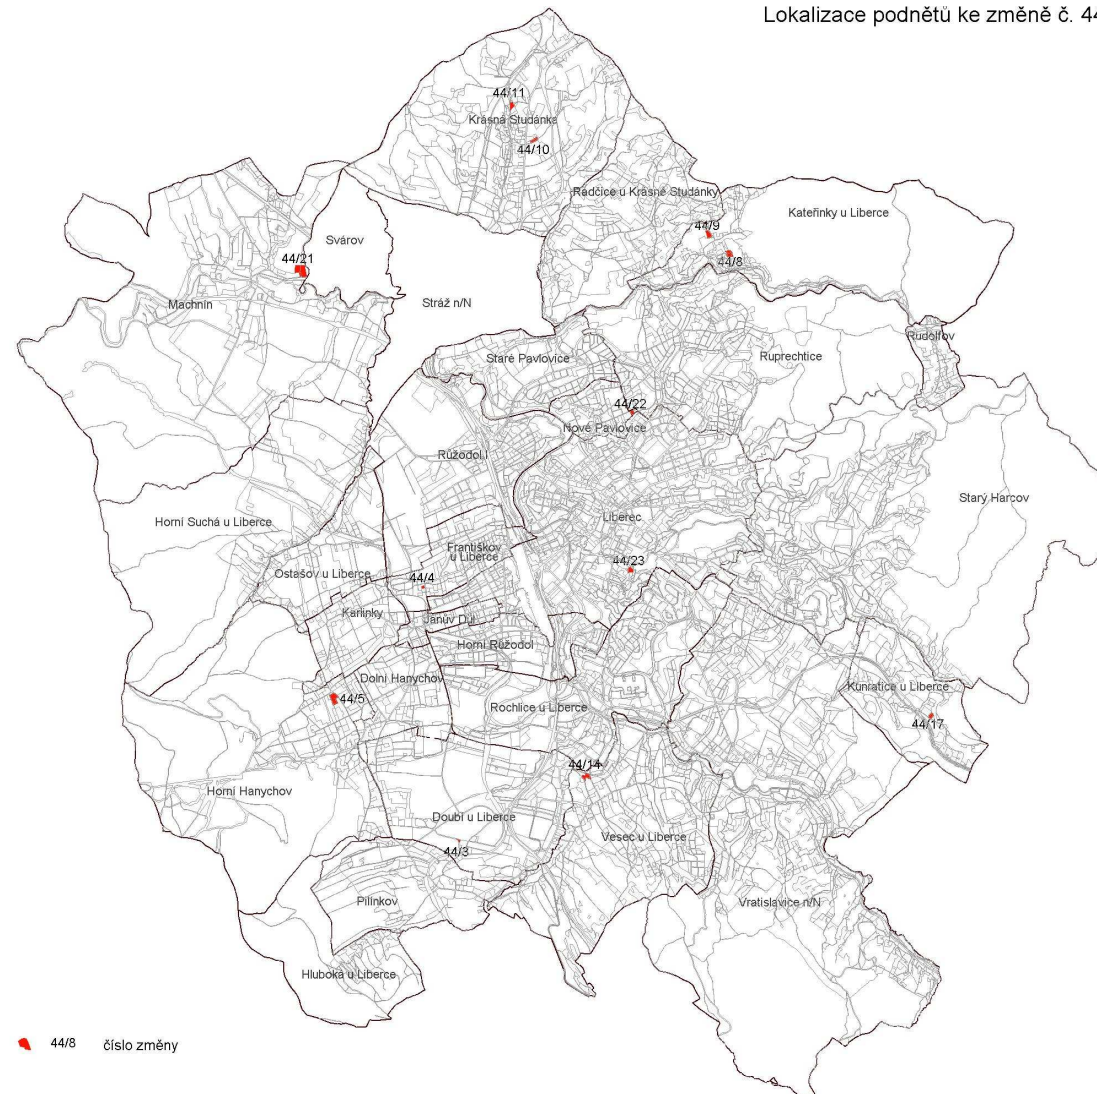 Lokalizace podnětů ke změně č. 44
44/11
Krásná Studánka
44/10
Radčice u Krásné Studánky
Kateřinky u Liberce
44/9
44/8
Svárov
44/21
Machnín
Stráž n/N
Rudolfov
Staré Pavlovice
Ruprechtice
44/22
Nové Pavlovice
Růžodol I
Starý Harcov
Horní Suchá u Liberce
Liberec
Františkov
u Liberce
44/23
Ostašov u Liberce
44/4
Karlinky
Janův Důl
Horní Růžodol
Dolní Hanychov
Kunratice u Liberce
44/5
Rochlice u Liberce
44/17
44/14
Horní Hanychov
Doubí u Liberce
Vesec u Liberce
44/3
Pilínkov
Vratislavice n/N
Hluboká u Liberce
44/8
číslo změny